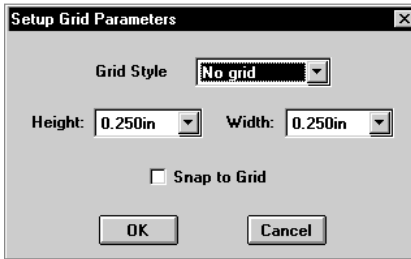 Setup Grid Parameters
Grid Style No grid
Height: 0.250in Width: 0.250in
Snap to Grid
OK Cancel